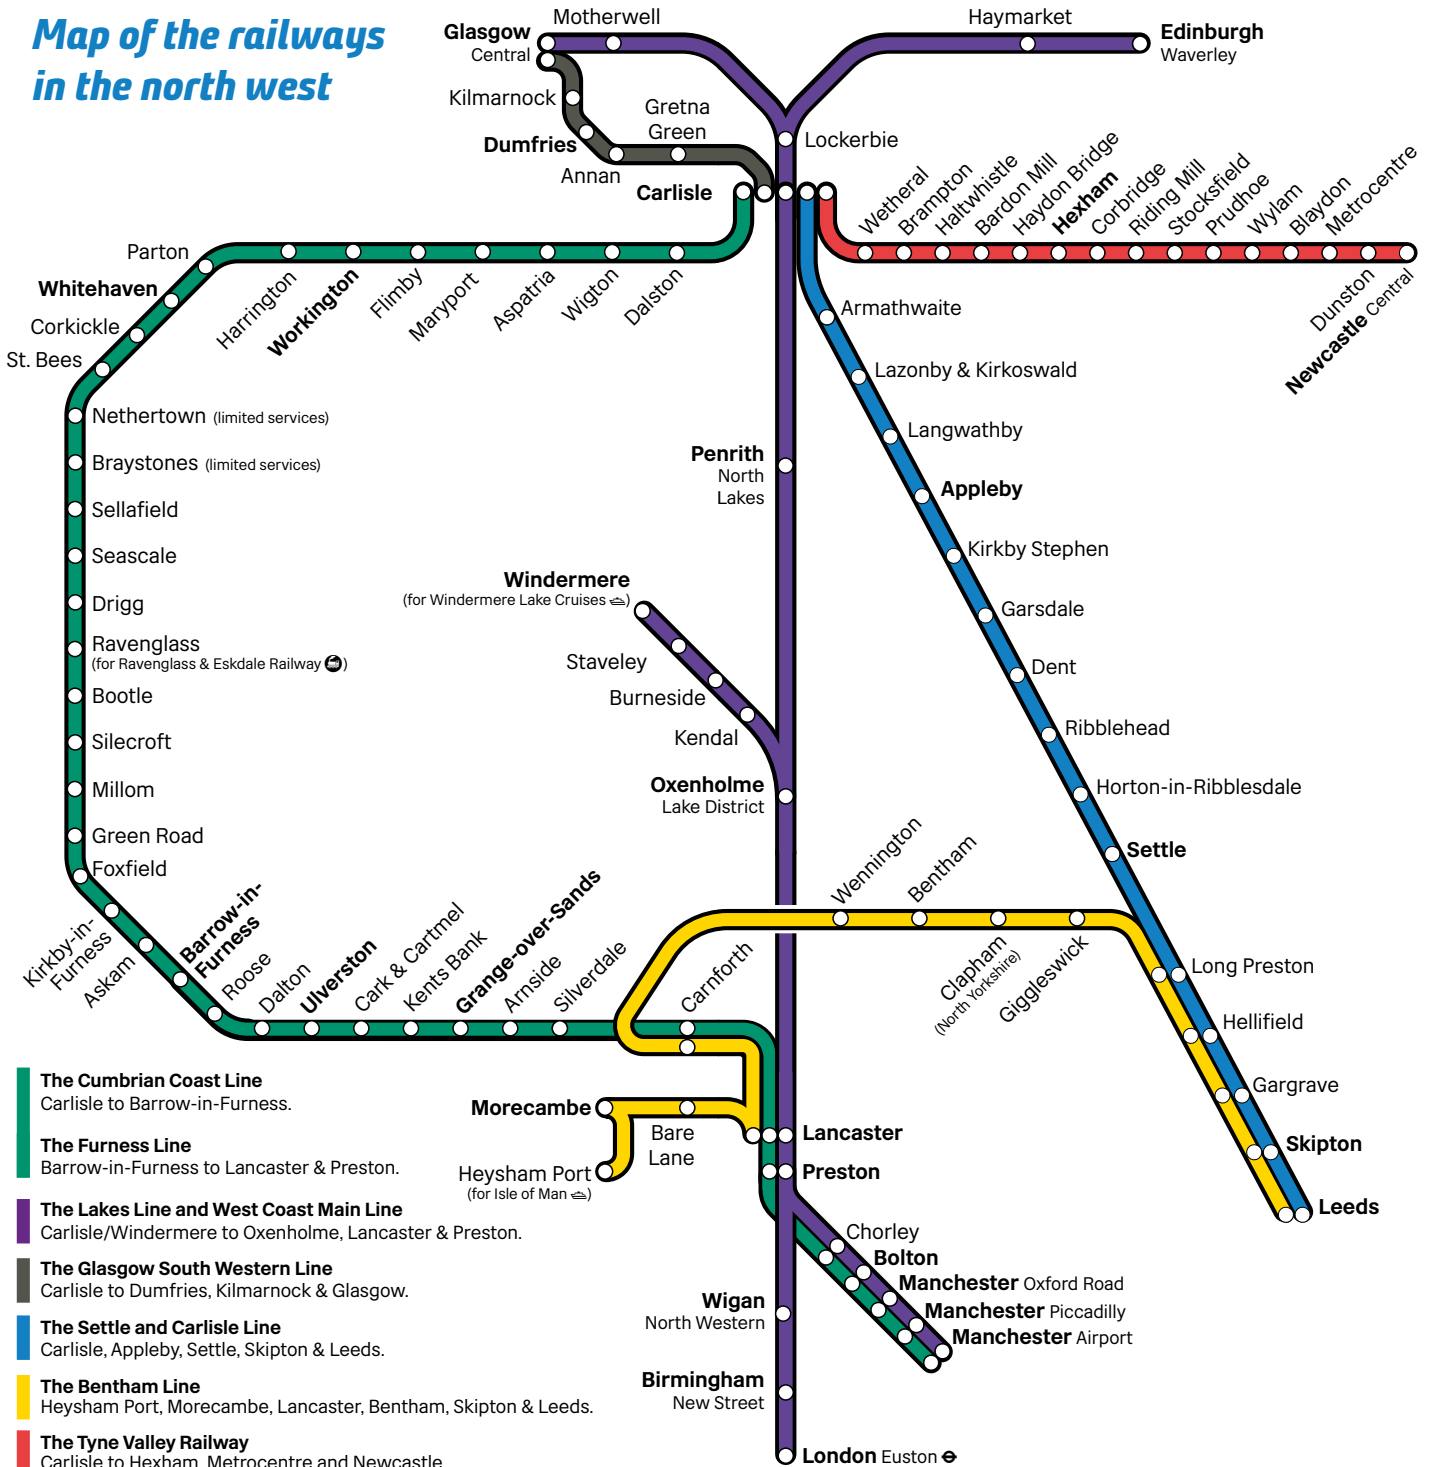 Map of the railways
in the north west
Motherwell
Haymarket
Glasgow
Central
Edinburgh
Waverley
Kilmarnock
Gretna
Green
Dumfries
Lockerbie
Annan
Carlisle
Wetheral
Brampton
Haltwhistle
Bardon Mill
Haydon Bridge
Hexham
Corbridge
Riding Mill
Stocksfield
Prudhoe
Wylam
Blaydon
Metrocentre
Dunston
Newcastle Central
Parton
Whitehaven
Corkickle
St. Bees
Harrington
Workington
Flimby
Maryport
Aspatria
Wigton
Dalston
Armathwaite
Lazonby & Kirkoswald
Langwathby
Appleby
Kirkby Stephen
Garsdale
Dent
Ribblehead
Horton-in-Ribblesdale
Settle
Nethertown (limited services)
Braystones (limited services)
Sellafield
Seascale
Drigg
Ravenglass
(for Ravenglass & Eskdale Railway )
Bootle
Silecroft
Millom
Green Road
Foxfield
Penrith
North
Lakes
Windermere
(for Windermere Lake Cruises )
Staveley
Burneside
Kendal
Oxenholme
Lake District
Wennington
Bentham
Clapham
(North Yorkshire)
Giggleswick
Long Preston
Hellifield
Gargrave
Skipton
Leeds
Kirkby-in-
Furness
Askam
Barrow-in-
Furness
Roose
Dalton
Ulverston
Cark & Cartmel
Kents Bank
Grange-over-Sands
Arnside
Silverdale
Carnforth
Morecambe
Bare
Lane
Heysham Port
(for Isle of Man )
Lancaster
Preston
Chorley
Bolton
Manchester Oxford Road
Manchester Piccadilly
Manchester Airport
Wigan
North Western
Birmingham
New Street
London Euston
The Cumbrian Coast Line
Carlisle to Barrow-in-Furness.
The Furness Line
Barrow-in-Furness to Lancaster & Preston.
The Lakes Line and West Coast Main Line
Carlisle/Windermere to Oxenholme, Lancaster & Preston.
The Glasgow South Western Line
Carlisle to Dumfries, Kilmarnock & Glasgow.
The Settle and Carlisle Line
Carlisle, Appleby, Settle, Skipton & Leeds.
The Bentham Line
Heysham Port, Morecambe, Lancaster, Bentham, Skipton & Leeds.
The Tyne Valley Railway
Carlisle to Hexham, Metrocentre and Newcastle